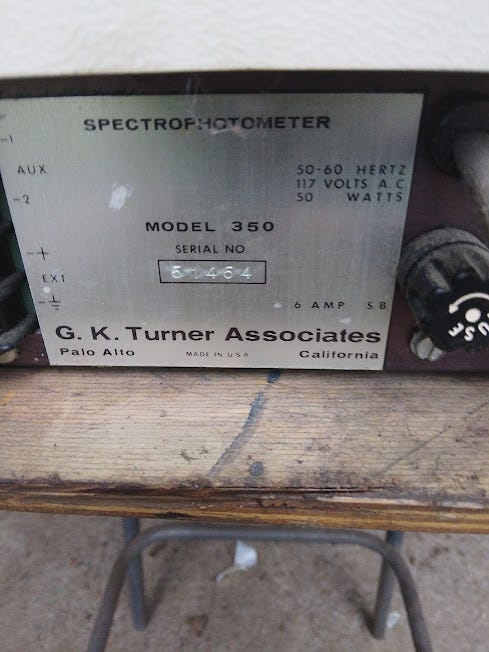 SPECTROPHOTOMETER
-1
AUX
-2
50-60 HERTZ
117 VOLTS A.C.
50 WATTS
MODEL 350
SERIAL NO
51464
+
EXT
6 AMP S.B.
G. K. Turner Associates
Palo Alto MADE IN U S A California